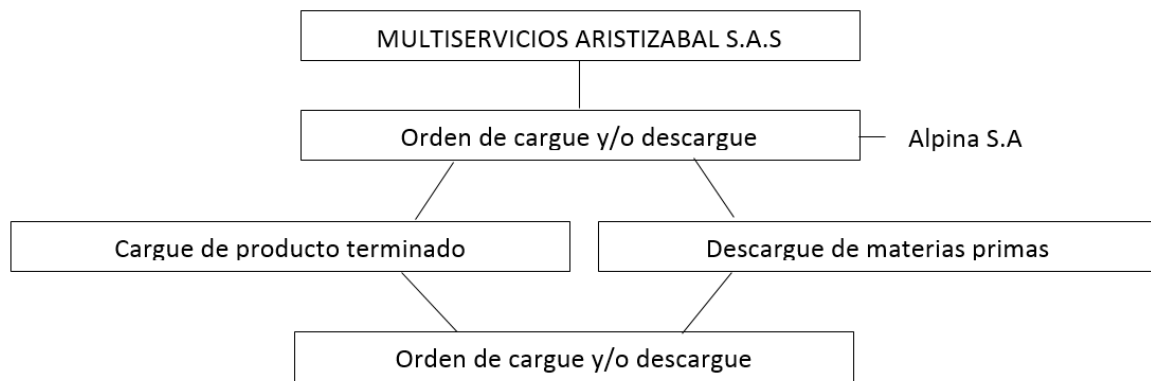 MULTISERVICIOS ARISTIZABAL S.A.S
Orden de cargue y/o descargue
Alpina S.A
Cargue de producto terminado
Descargue de materias primas
Orden de cargue y/o descargue